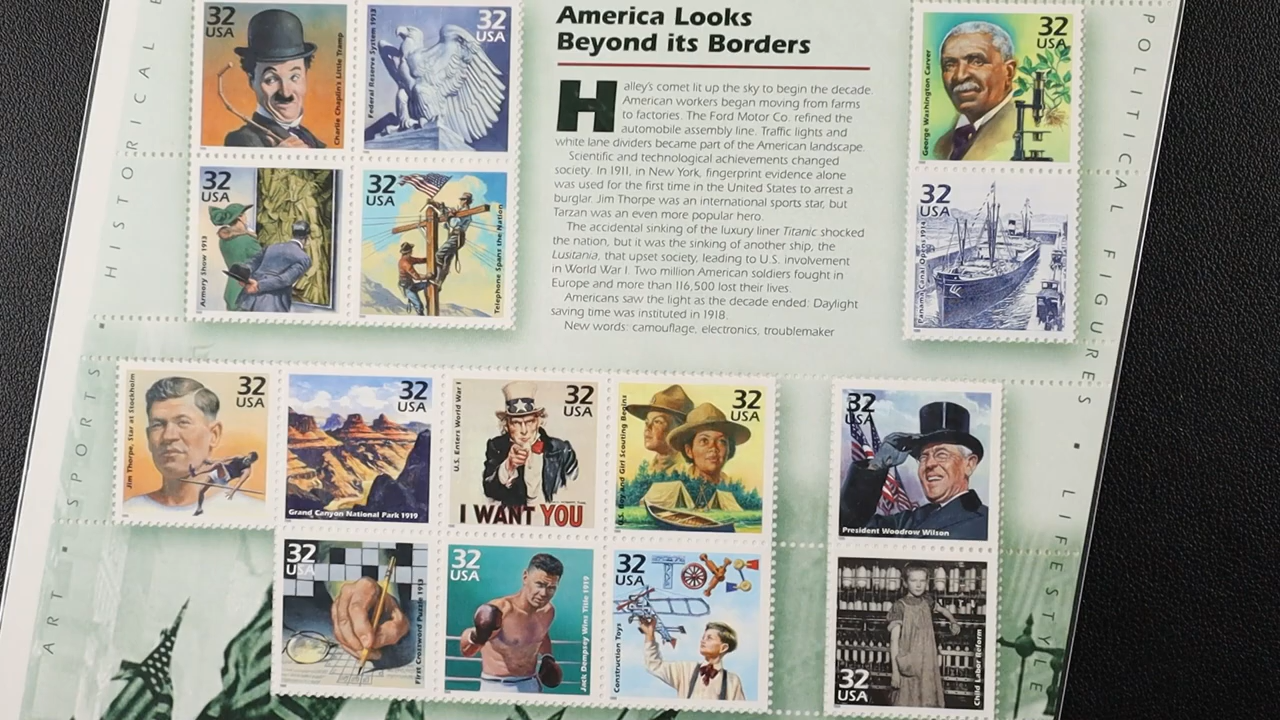 32
USA
Charlie Chaplin's Little Tramp
Federal Reserve System 1913
32
USA
America Looks
Beyond its Borders
Halley's comet lit up the sky to begin the decade.
American workers began moving from farms
to factories. The Ford Motor Co. refined the
automobile assembly line. Traffic lights and
white lane dividers became part of the American landscape.
Scientific and technological achievements changed
society. In 1911, in New York, fingerprint evidence alone
was used for the first time in the United States to arrest a
burglar. Jim Thorpe was an international sports star, but
Tarzan was an even more popular hero.
The accidental sinking of the luxury liner Titanic shocked
the nation, but it was the sinking of another ship, the
Lusitania, that upset society, leading to U.S. involvement
in World War I. Two million American soldiers fought in
Europe and more than 116,500 lost their lives.
Americans saw the light as the decade ended: Daylight
saving time was instituted in 1918.
New words: camouflage, electronics, troublemaker
George Washington Carver
32
USA
32
USA
Armory Show 1913
32
USA
Telephone Spans the Nation
32
USA
Panama Canal Opens 1914
HISTORICAL E
POLITICAL FIGURES
Jim Thorpe, Star at Stockholm
32
USA
32
USA
Grand Canyon National Park 1919
U.S. Enters World War I
32
USA
I WANT YOU
U.S. Boy and Girl Scouting Begins
32
USA
32
USA
President Woodrow Wilson
32
USA
First Crossword Puzzle 1913
32
USA
Jack Dempsey Wins Title 1919
32
USA
Construction Toys
32
USA
Child Labor Reform
ART ▪ SPORTS
▪ LIFESTYLE